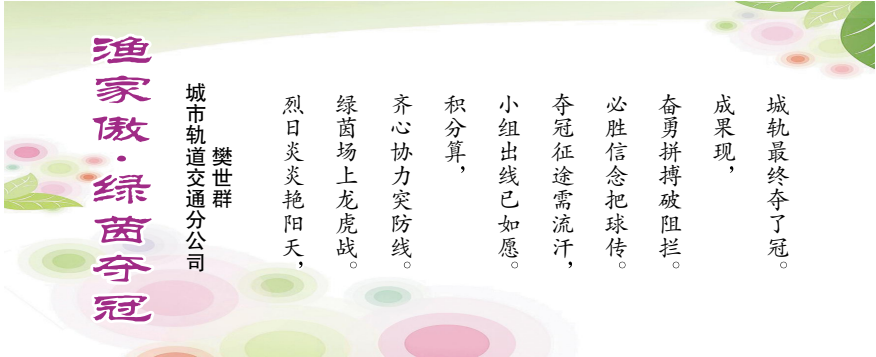 渔家傲·绿茵夺冠
城市轨道交通分公司
樊世群
烈日炎炎艳阳天，
绿茵场上龙虎战。
齐心协力突防线。
积分算，
小组出线已如愿。
夺冠征途需流汗，
必胜信念把球传。
奋勇拼搏破阻拦。
成果现，
城轨最终夺了冠。